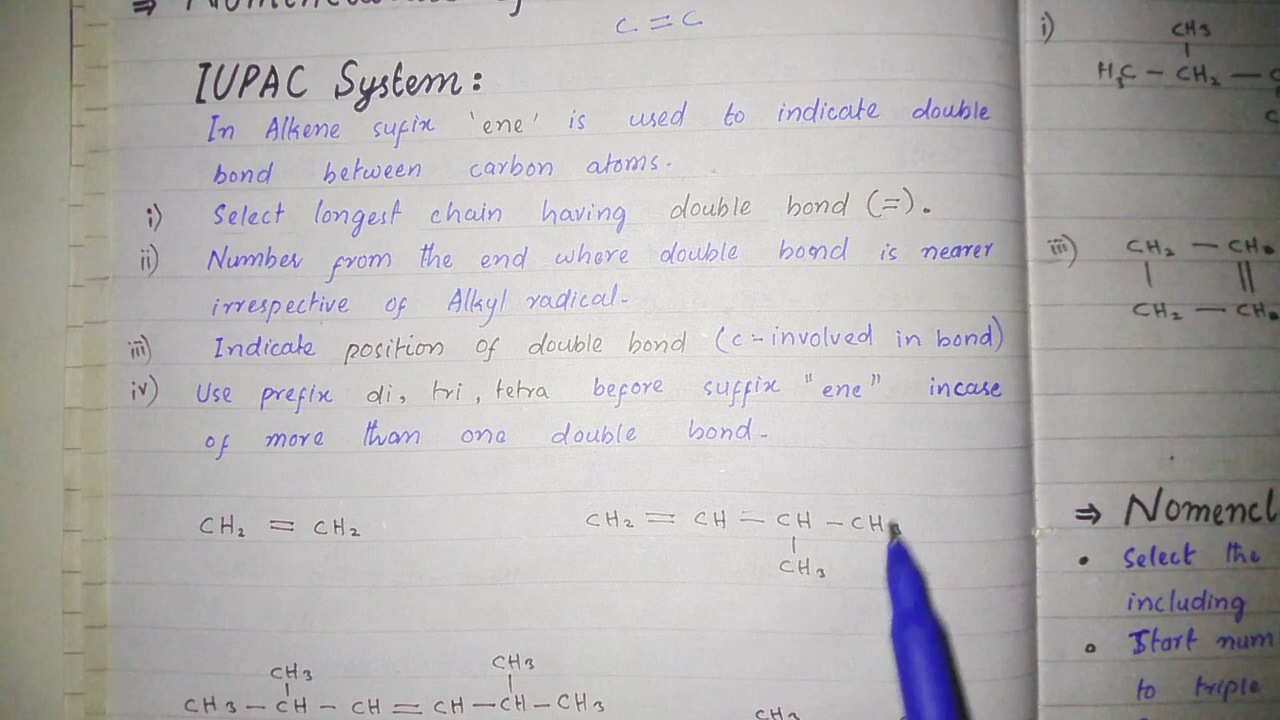 ⇒
C = C
IUPAC System:
In Alkene sufix 'ene' is used to indicate double
bond between carbon atoms.
i) Select longest chain having double bond (=).
ii) Number from the end where double bond is nearer
irrespective of Alkyl radical.
iii) Indicate position of double bond (c-involved in bond)
iv) Use prefix di, tri, tetra before suffix "ene" incase
of more than one double bond-
CH₂ = CH₂
CH₂ = CH — CH — CH
CH₃
CH₃ CH₃
CH₃ — CH — CH = CH — CH — CH₃
CH₃
i) CH₃
H₃C — CH₂ —
iii) CH₂ — CH
CH₂ — CH
⇒ Nomencl
• Select the
including
• Start num
to triple